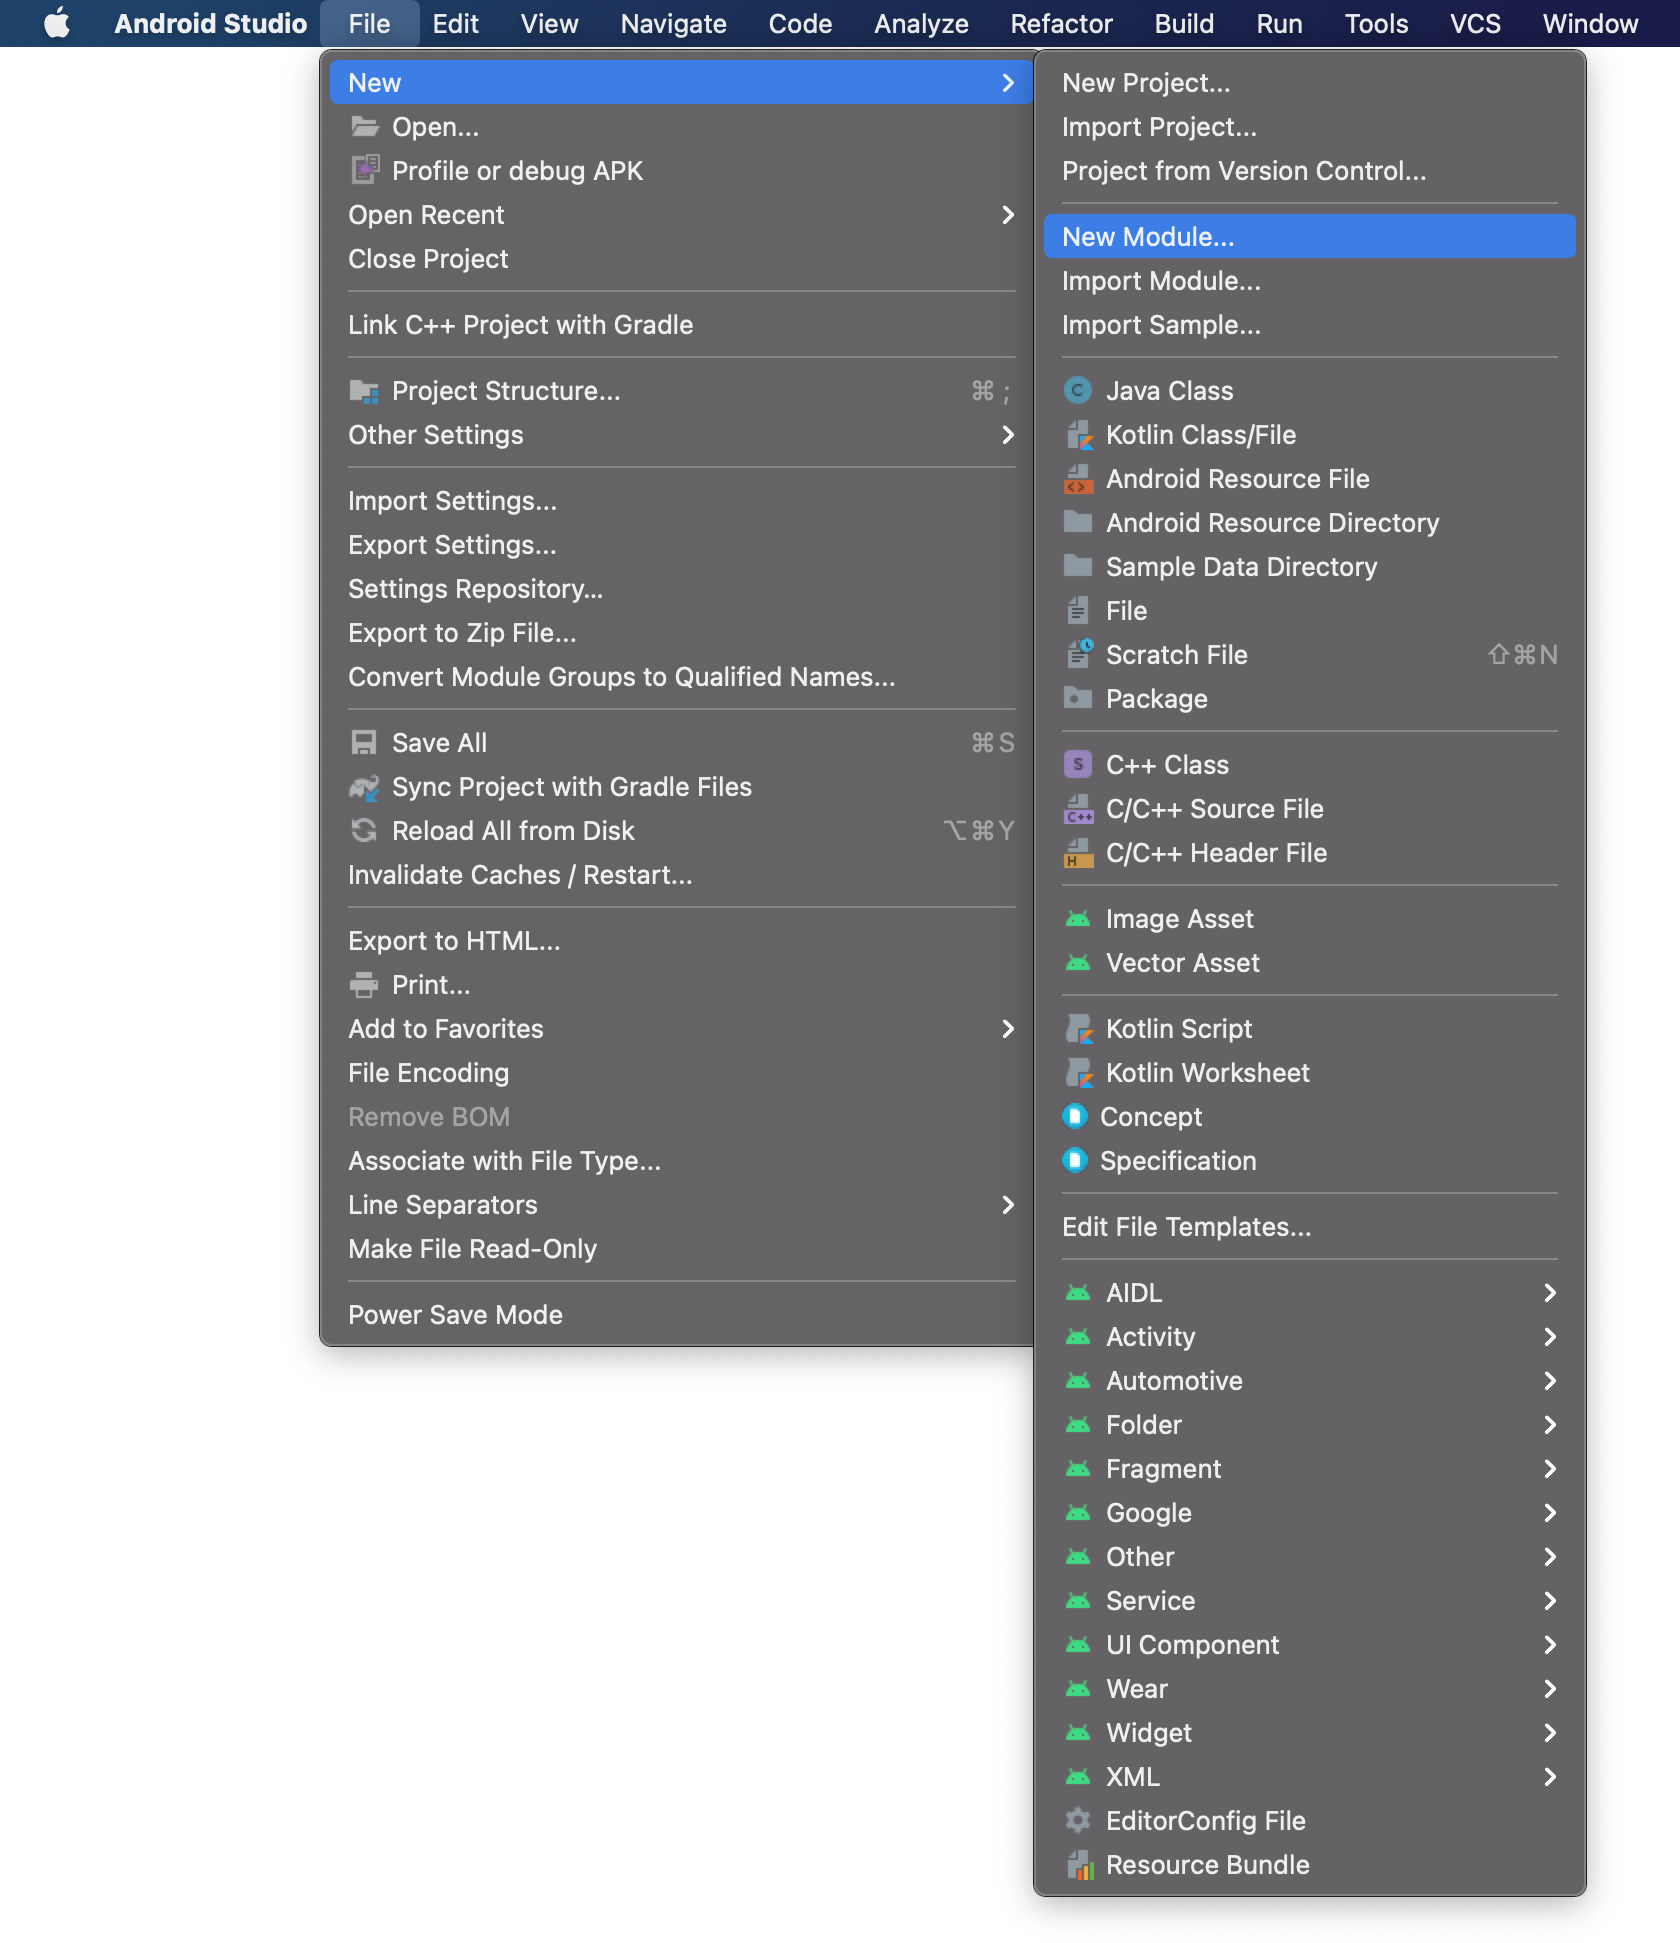 Android Studio File Edit View Navigate Code Analyze Refactor Build Run Tools VCS Window
New
Open...
Profile or debug APK
Open Recent
Close Project
Link C++ Project with Gradle
Project Structure... ⌘ ;
Other Settings
Import Settings...
Export Settings...
Settings Repository...
Export to Zip File...
Convert Module Groups to Qualified Names...
Save All ⌘S
Sync Project with Gradle Files
Reload All from Disk ⌥⌘Y
Invalidate Caches / Restart...
Export to HTML...
Print...
Add to Favorites
File Encoding
Remove BOM
Associate with File Type...
Line Separators
Make File Read-Only
Power Save Mode
New Project...
Import Project...
Project from Version Control...
New Module...
Import Module...
Import Sample...
Java Class
Kotlin Class/File
Android Resource File
Android Resource Directory
Sample Data Directory
File
Scratch File ⇧⌘N
Package
C++ Class
C/C++ Source File
C/C++ Header File
Image Asset
Vector Asset
Kotlin Script
Kotlin Worksheet
Concept
Specification
Edit File Templates...
AIDL
Activity
Automotive
Folder
Fragment
Google
Other
Service
UI Component
Wear
Widget
XML
EditorConfig File
Resource Bundle